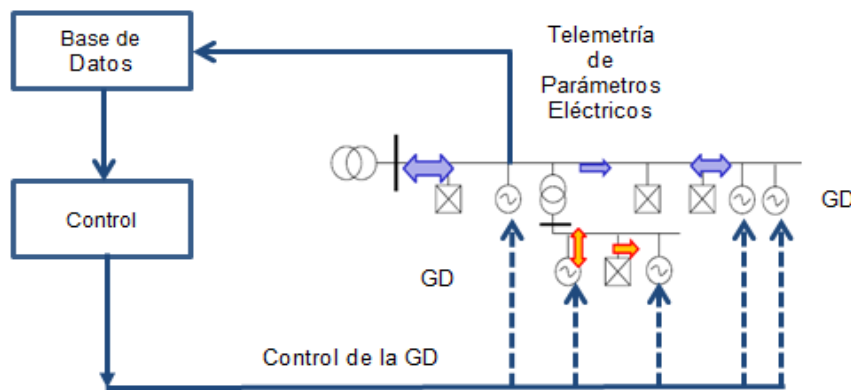 Base de
Datos
Telemetría
de
Parámetros
Eléctricos
Control
GD
GD
Control de la GD